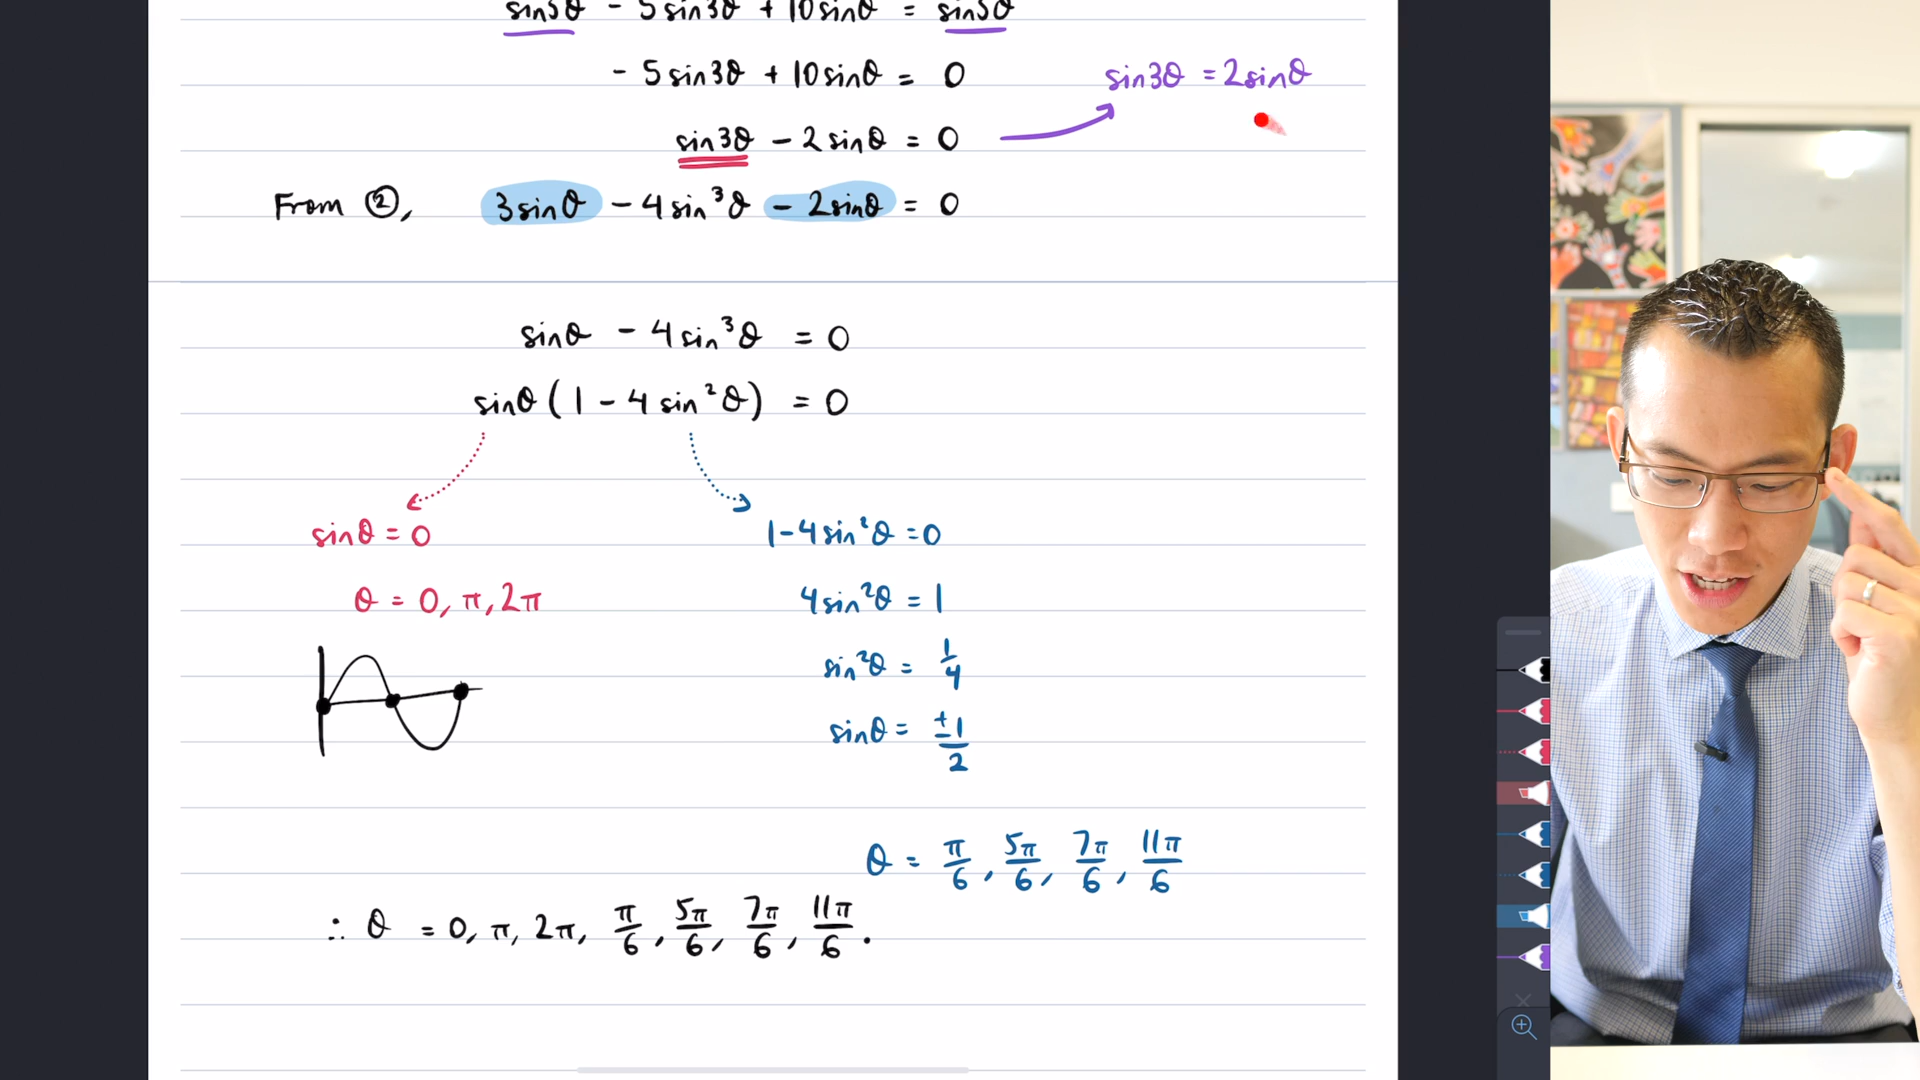 sin5θ - 5sin3θ + 10sinθ = sin5θ
- 5sin3θ + 10sinθ = 0
sin3θ = 2sinθ
sin3θ - 2sinθ = 0
From ②, 3sinθ - 4sin³θ - 2sinθ = 0
sinθ - 4sin³θ = 0
sinθ(1 - 4sin²θ) = 0
sinθ = 0
θ = 0, π, 2π
1-4sin²θ = 0
4sin²θ = 1
sin²θ = 1/4
sinθ = ±1/2
θ = π/6, 5π/6, 7π/6, 11π/6
∴ θ = 0, π, 2π, π/6, 5π/6, 7π/6, 11π/6.